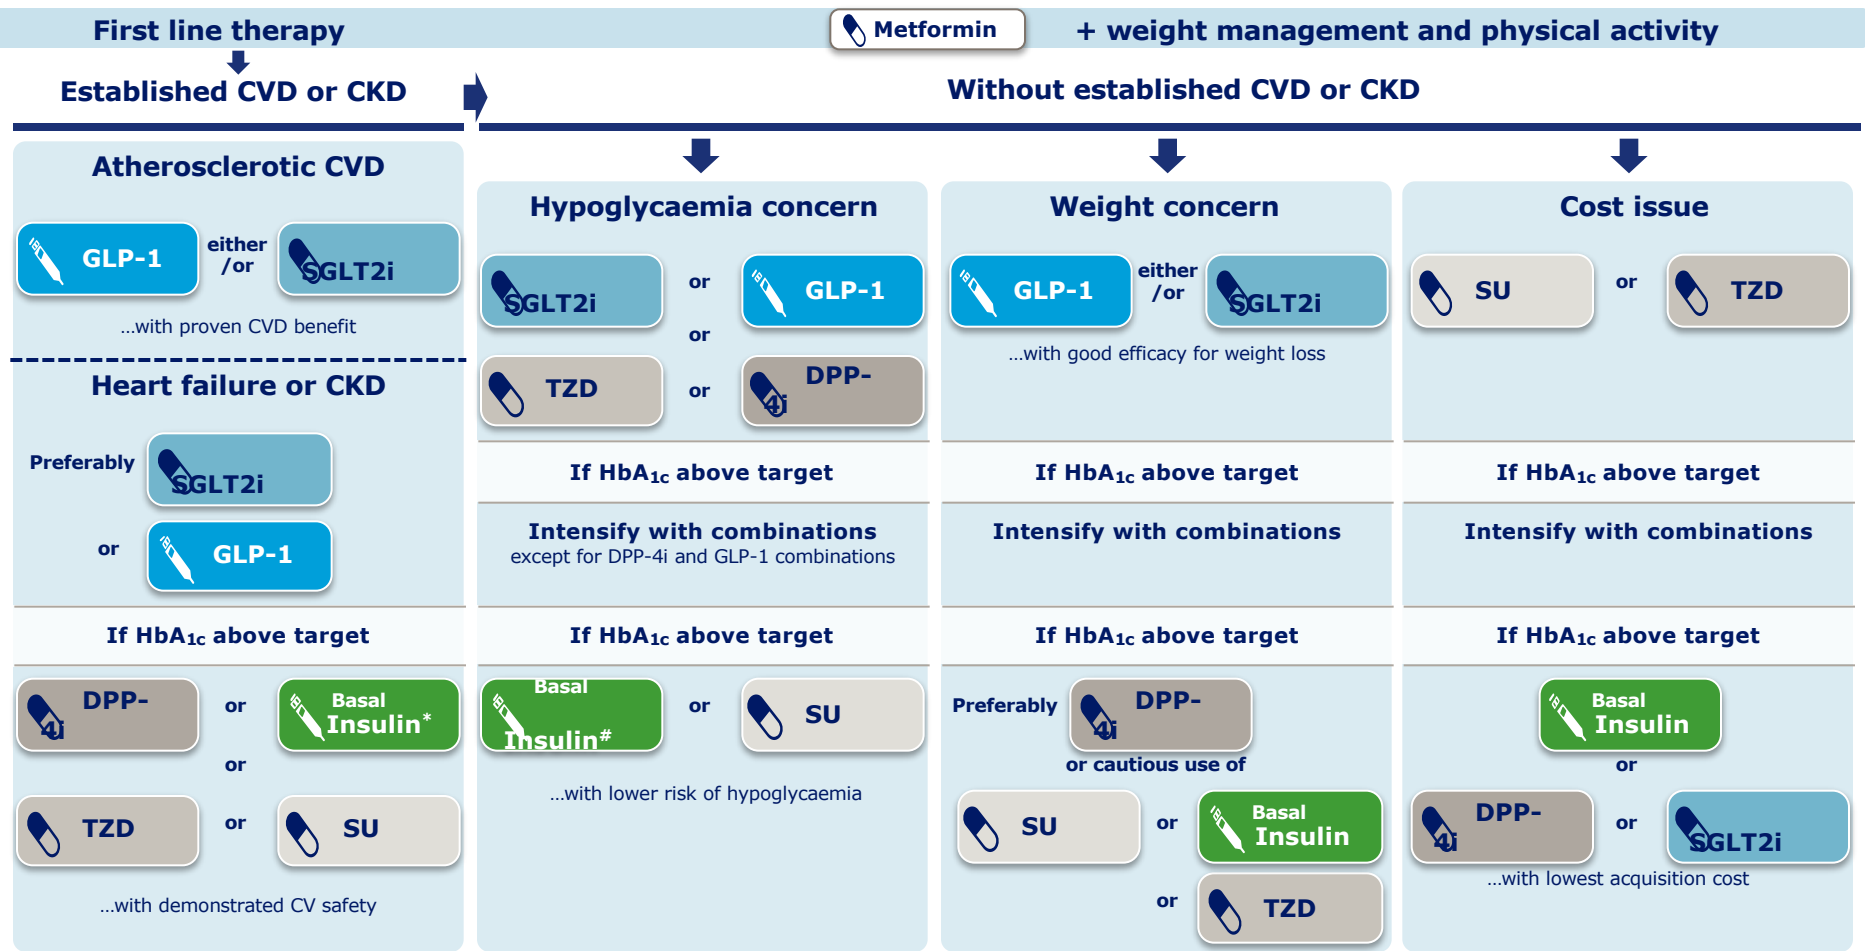 First line therapy
Metformin
+ weight management and physical activity
Established CVD or CKD
Without established CVD or CKD
Atherosclerotic CVD
GLP-1
either
/or
SGLT2i
…with proven CVD benefit
Heart failure or CKD
Preferably
SGLT2i
or
GLP-1
If HbA1c above target
DPP-
4i
or
Basal
Insulin*
or
TZD
or
SU
…with demonstrated CV safety
Hypoglycaemia concern
SGLT2i
or
GLP-1
or
TZD
or
DPP-
4i
If HbA1c above target
Intensify with combinations
except for DPP-4i and GLP-1 combinations
If HbA1c above target
Basal
Insulin#
or
SU
…with lower risk of hypoglycaemia
Weight concern
GLP-1
either
/or
SGLT2i
…with good efficacy for weight loss
If HbA1c above target
Intensify with combinations
If HbA1c above target
Preferably
DPP-
4i
or cautious use of
SU
or
Basal
Insulin
or
TZD
Cost issue
SU
or
TZD
If HbA1c above target
Intensify with combinations
If HbA1c above target
Basal
Insulin
or
DPP-
4i
or
SGLT2i
…with lowest acquisition cost